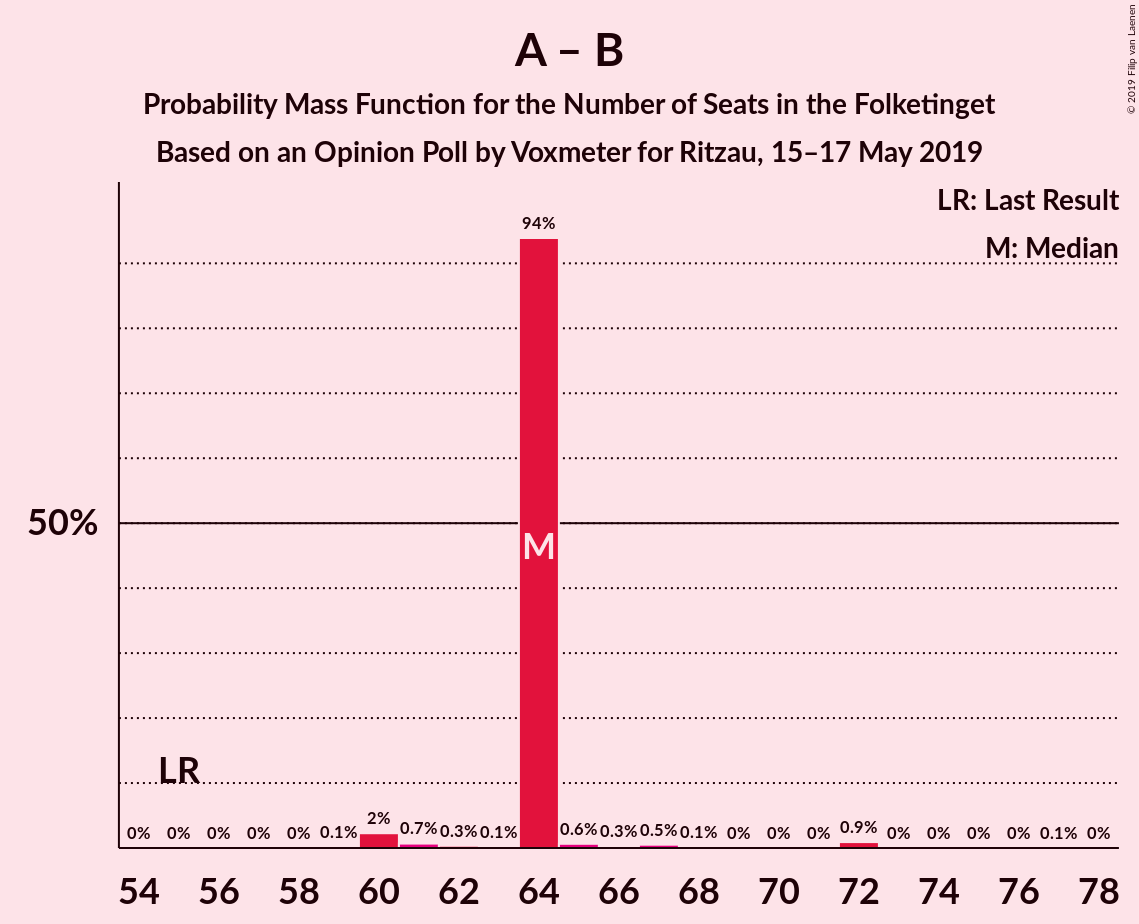 A – B
Probability Mass Function for the Number of Seats in the Folketinget
Based on an Opinion Poll by Voxmeter for Ritzau, 15–17 May 2019
© 2019 Filip van Laenen
LR: Last Result
M: Median
94%
50%
M
LR
0% 0% 0% 0% 0% 0.1% 2% 0.7% 0.3% 0.1% 0.6% 0.3% 0.5% 0.1% 0% 0% 0% 0.9% 0% 0% 0% 0% 0.1% 0%
54 56 58 60 62 64 66 68 70 72 74 76 78